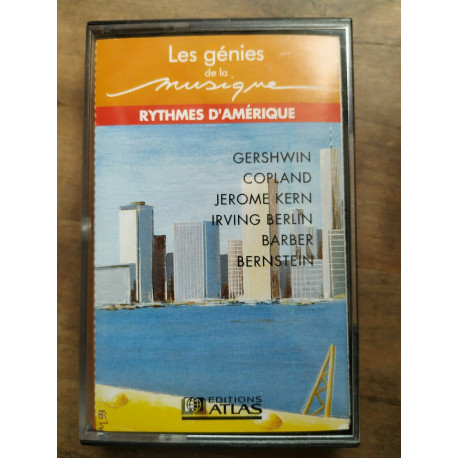 Les génies
de la
musique
RYTHMES D'AMÉRIQUE
GERSHWIN
COPLAND
JEROME KERN
IRVING BERLIN
BARBER
BERNSTEIN
EDITIONS
ATLAS